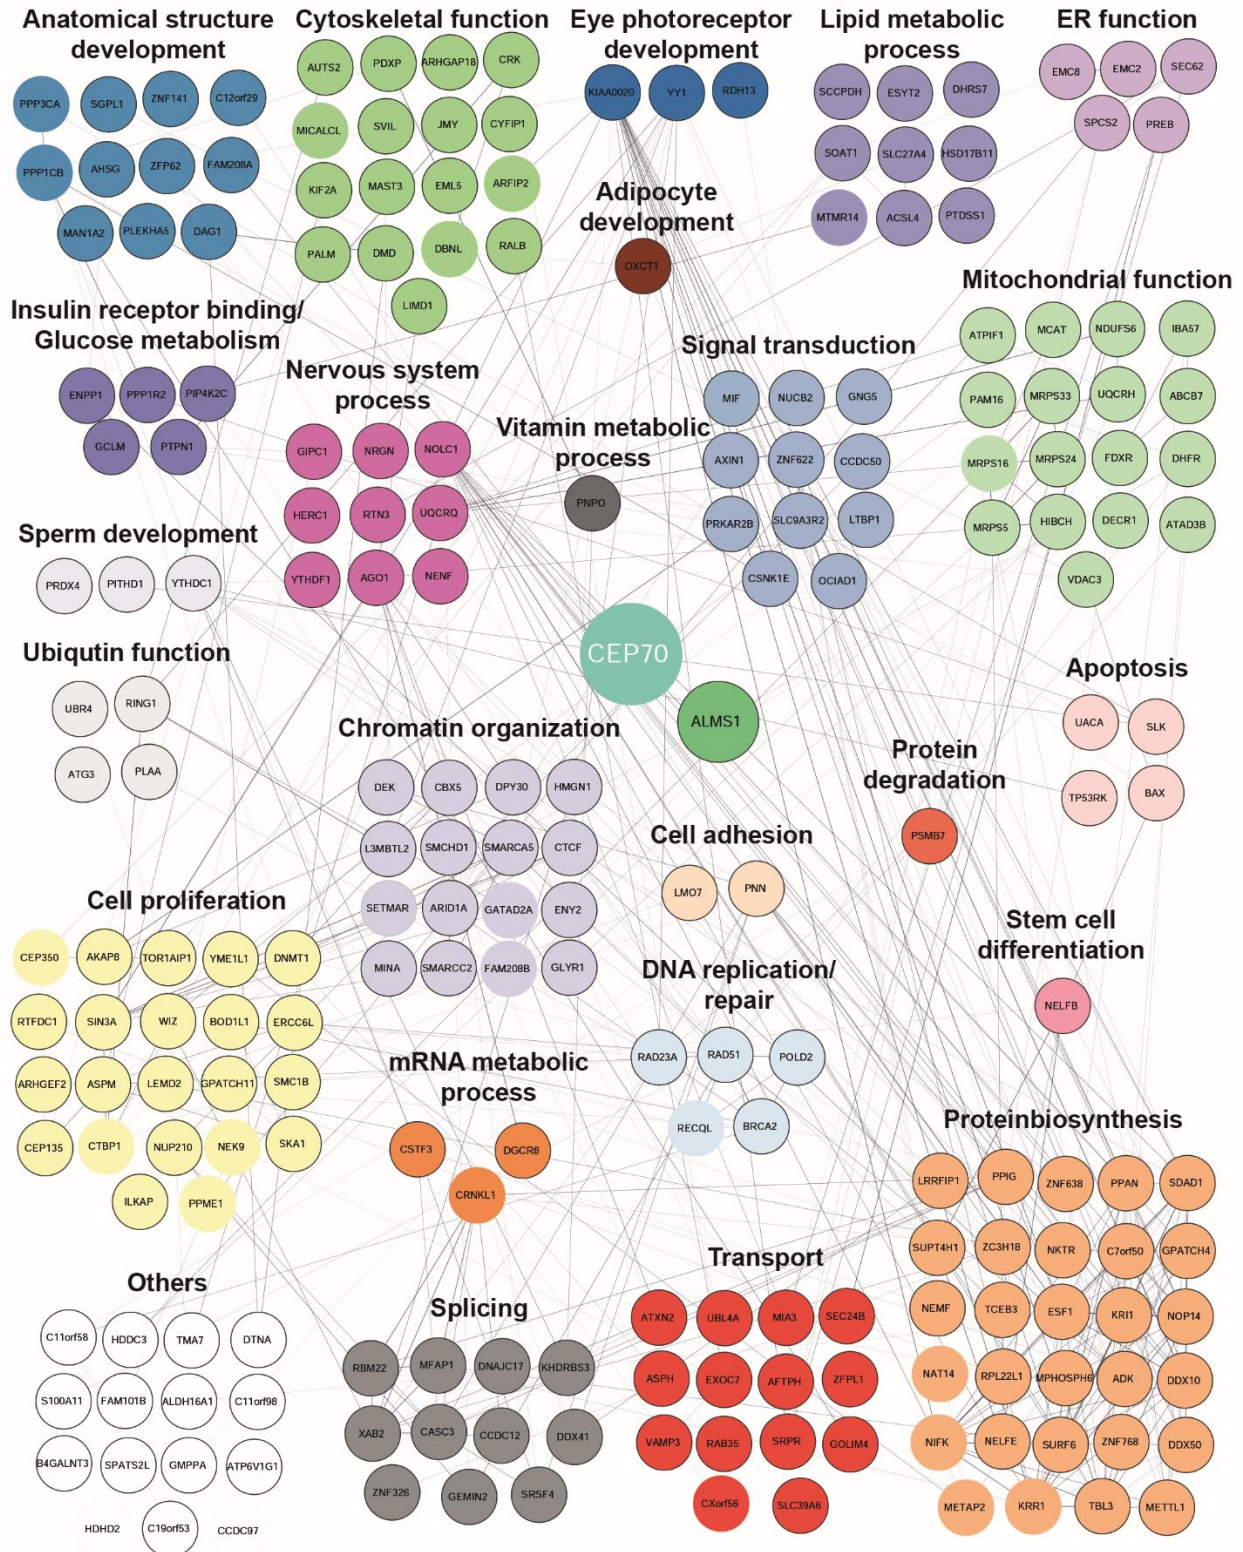 Anatomical structure
development
PPP3CA
SGPL1
ZNF141
C12orf29
PPP1CB
AHSG
ZFP62
FAM208A
MAN1A2
PLEKHA5
DAG1
Cytoskeletal function
AUTS2
PDXP
ARHGAP18
CRK
MICALCL
SVIL
JMY
CYFIP1
KIF2A
MAST3
EML5
ARFIP2
PALM
DMD
DBNL
RALB
LIMD1
Eye photoreceptor
development
KIAA0020
YY1
RDH13
Lipid metabolic
process
SCCPDH
ESYT2
DHRS7
SOAT1
SLC27A4
HSD17B11
MTMR14
ACSL4
PTDSS1
ER function
EMC8
EMC2
SEC62
SPCS2
PREB
Adipocyte
development
OXCT1
Insulin receptor binding/
Glucose metabolism
ENPP1
PPP1R2
PIP4K2C
GCLM
PTPN1
Nervous system
process
GIPC1
NRGN
NOLC1
HERC1
RTN3
UQCRQ
YTHDF1
AGO1
NENF
Vitamin metabolic
process
PNPO
Signal transduction
MIF
NUCB2
GNG5
AXIN1
ZNF622
CCDC50
PRKAR2B
SLC9A3R2
LTBP1
CSNK1E
OCIAD1
Mitochondrial function
ATPIF1
MCAT
NDUFS6
IBA57
PAM16
MRPS33
UQCRH
ABCB7
MRPS16
MRPS24
FDXR
DHFR
MRPS5
HIBCH
DECR1
ATAD3B
VDAC3
Sperm development
PRDX4
PITHD1
YTHDC1
Ubiqutin function
UBR4
RING1
ATG3
PLAA
CEP70
ALMS1
Chromatin organization
DEK
CBX5
DPY30
HMGN1
L3MBTL2
SMCHD1
SMARCA5
CTCF
SETMAR
ARID1A
GATAD2A
ENY2
MINA
SMARCC2
FAM208B
GLYR1
Protein
degradation
PSMB7
Apoptosis
UACA
SLK
TP53RK
BAX
Cell adhesion
LMO7
PNN
Cell proliferation
CEP350
AKAP8
TOR1AIP1
YME1L1
DNMT1
RTFDC1
SIN3A
WIZ
BOD1L1
ERCC6L
ARHGEF2
ASPM
LEMD2
GPATCH11
SMC1B
CEP135
CTBP1
NUP210
NEK9
SKA1
ILKAP
PPME1
DNA replication/
repair
RAD23A
RAD51
POLD2
RECQL
BRCA2
Stem cell
differentiation
NELFB
mRNA metabolic
process
CSTF3
DGCR8
CRNKL1
Proteinbiosynthesis
LRRFIP1
PPIG
ZNF638
PPAN
SDAD1
SUPT4H1
ZC3H18
NKTR
C7orf50
GPATCH4
NEMF
TCEB3
ESF1
KRI1
NOP14
NAT14
RPL22L1
MPHOSPH6
ADK
DDX10
NIFK
NELFE
SURF6
ZNF768
DDX50
METAP2
KRR1
TBL3
METTL1
Others
C11orf58
HDDC3
TMA7
DTNA
S100A11
FAM101B
ALDH16A1
C11orf98
B4GALNT3
SPATS2L
GMPPA
ATP6V1G1
HDHD2
C19orf53
CCDC97
Splicing
RBM22
MFAP1
DNAJC17
KHDRBS3
XAB2
CASC3
CCDC12
DDX41
ZNF326
GEMIN2
SRSF4
Transport
ATXN2
UBL4A
MIA3
SEC24B
ASPH
EXOC7
AFTPH
ZFPL1
VAMP3
RAB35
SRPR
GOLIM4
CXorf56
SLC39A6